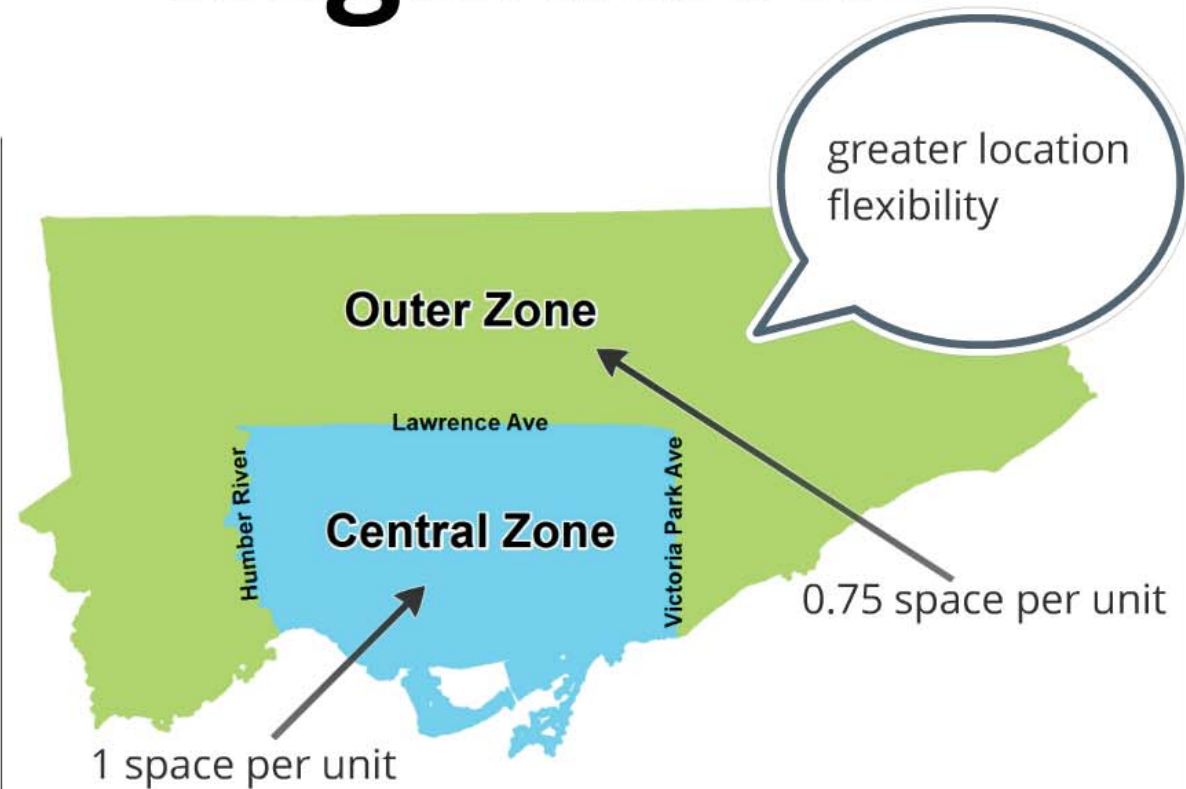 greater location
flexibility
Outer Zone
Lawrence Ave
Humber River
Central Zone
Victoria Park Ave
0.75 space per unit
1 space per unit